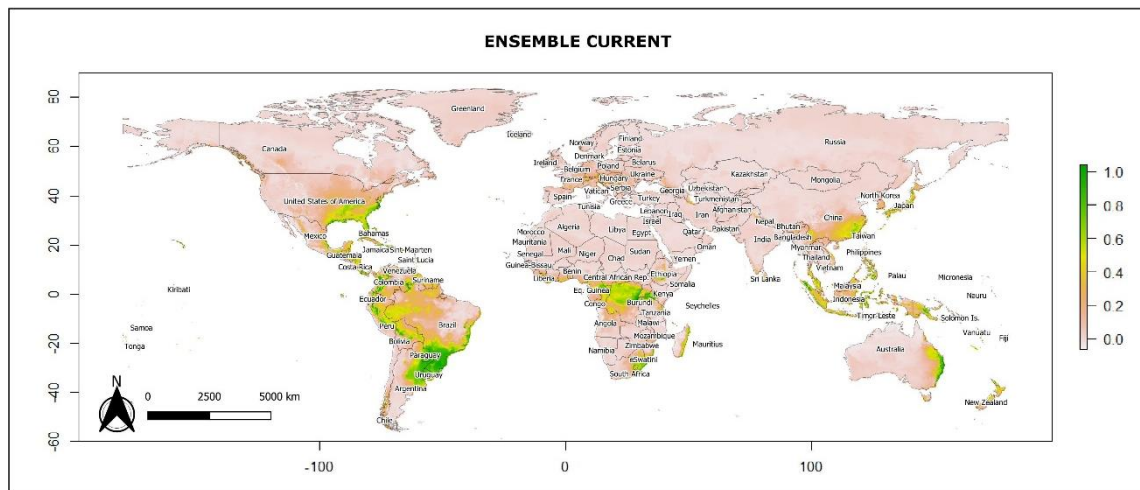 ENSEMBLE CURRENT
80
60
40
20
0
-20
-40
-60
-100
0
100
1.0
0.8
0.6
0.4
0.2
0.0
N
0 2500 5000 km
Greenland
Iceland
Canada
United States of America
Mexico
Bahamas
Jamaica
Sint-Maarten
Guatemala
Saint Lucia
Costa-Rica
Venezuela
Colombia
Suriname
Ecuador
Peru
Brazil
Bolivia
Paraguay
Uruguay
Argentina
Chile
Kiribati
Samoa
Tonga
Norway
Finland
Estonia
Denmark
Ireland
Belgium
Poland
Belarus
France
Hungary
Ukraine
Spain
Vatican
Serbia
Greece
Turkey
Georgia
Tunisia
Lebanon
Israel
Iraq
Iran
Morocco
Algeria
Libya
Egypt
Qatar
Oman
Mauritania
Senegal
Mali
Niger
Chad
Sudan
Yemen
Guinea-Bissau
Benin
Liberia
Central African Rep.
Ethiopia
Somalia
Eq. Guinea
Congo
Burundi
Kenya
Tanzania
Seychelles
Angola
Malawi
Mozambique
Zimbabwe
Namibia
eSwatini
South Africa
Mauritius
Russia
Kazakhstan
Mongolia
Uzbekistan
Turkmenistan
Afghanistan
Pakistan
Nepal
Bhutan
India
Bangladesh
China
North Korea
Japan
Taiwan
Myanmar
Thailand
Vietnam
Philippines
Sri Lanka
Malaysia
Indonesia
Palau
Micronesia
Nauru
Timor-Leste
Solomon Is.
Vanuatu
Fiji
Australia
New Zealand